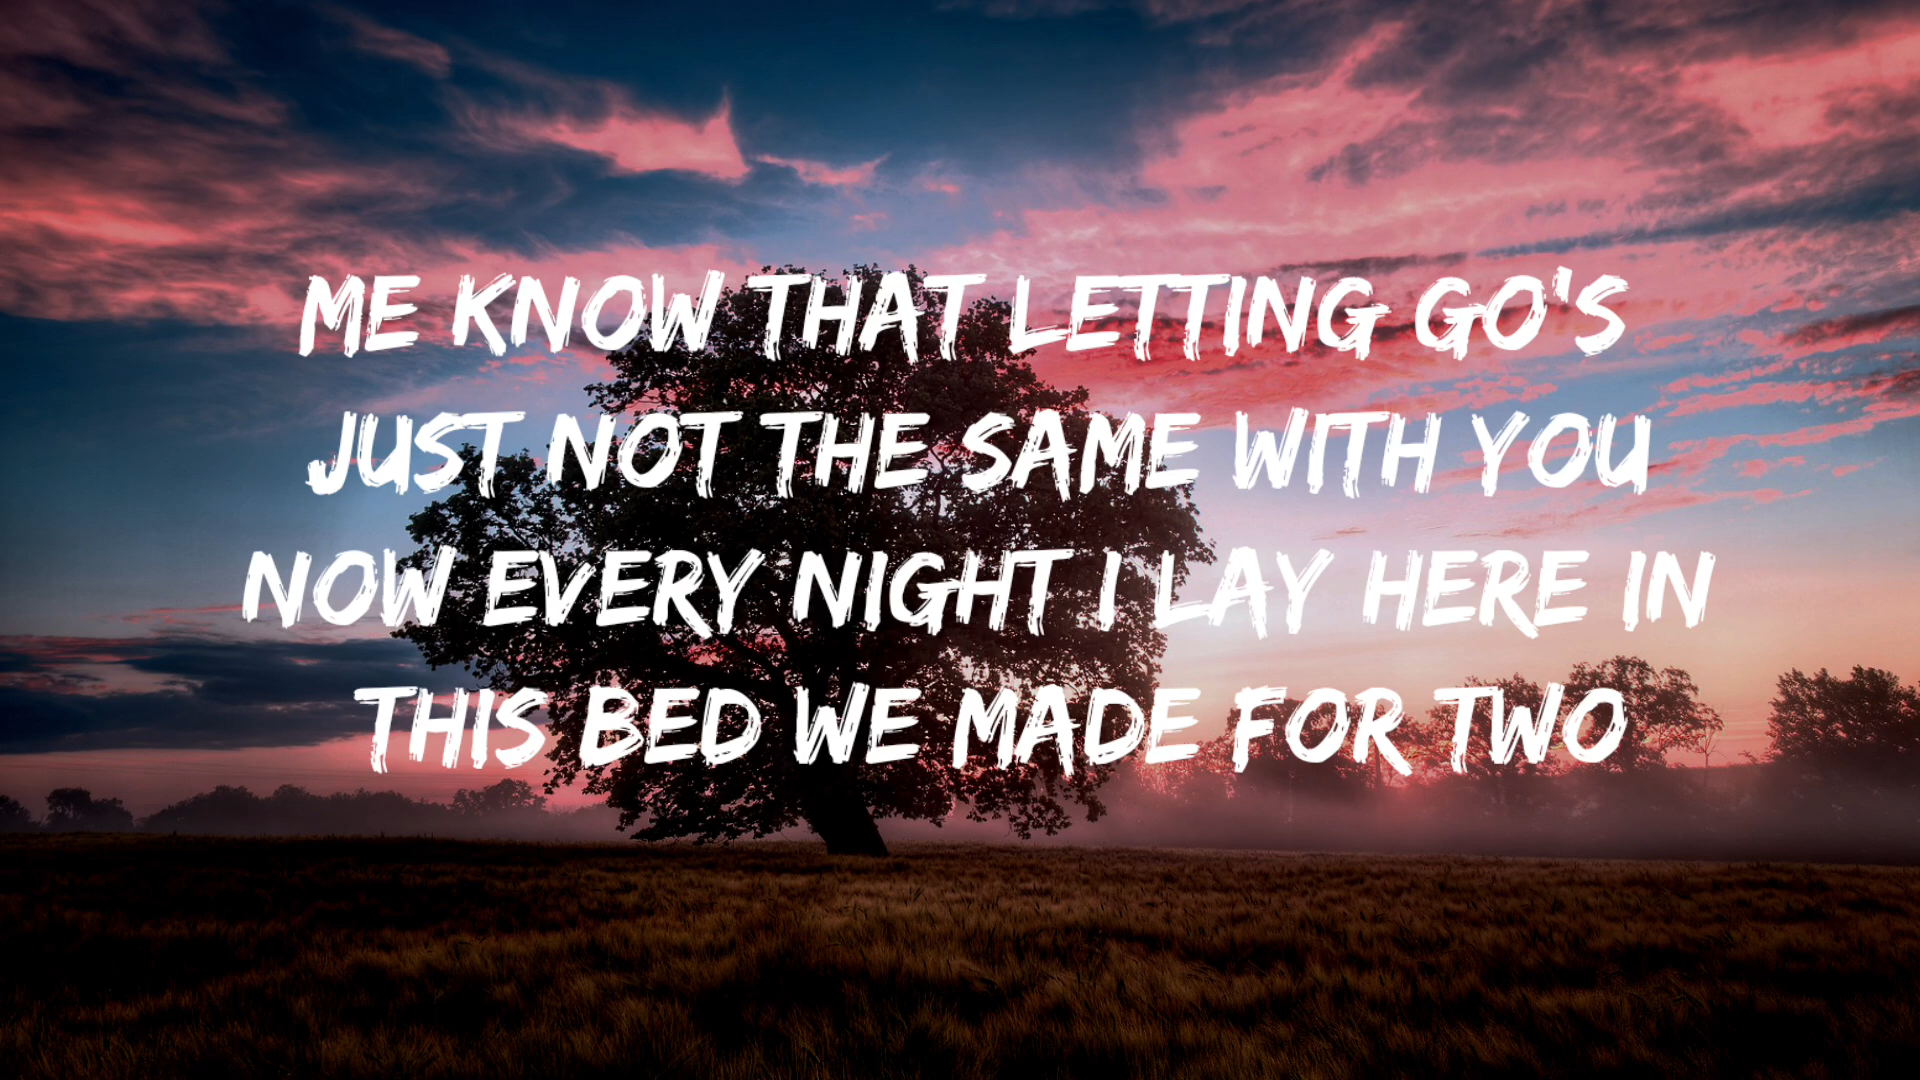 ME KNOW THAT LETTING GO'S
JUST NOT THE SAME WITH YOU
NOW EVERY NIGHT I LAY HERE IN
THIS BED WE MADE FOR TWO